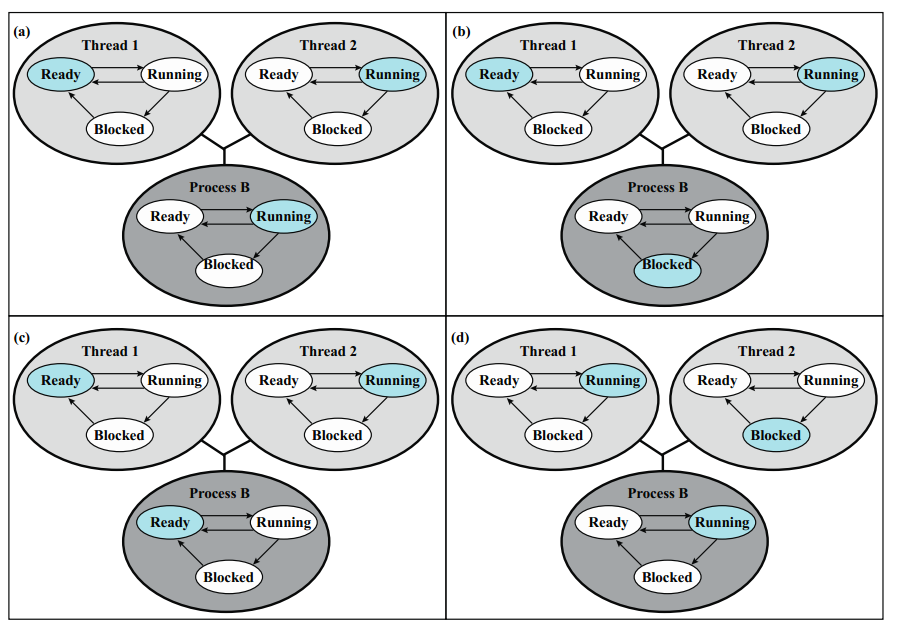 (a)
Thread 1
Thread 2
Ready
Running
Ready
Running
Blocked
Blocked
Process B
Ready
Running
Blocked
(b)
Thread 1
Thread 2
Ready
Running
Ready
Running
Blocked
Blocked
Process B
Ready
Running
Blocked
(c)
Thread 1
Thread 2
Ready
Running
Ready
Running
Blocked
Blocked
Process B
Ready
Running
Blocked
(d)
Thread 1
Thread 2
Ready
Running
Ready
Running
Blocked
Blocked
Process B
Ready
Running
Blocked